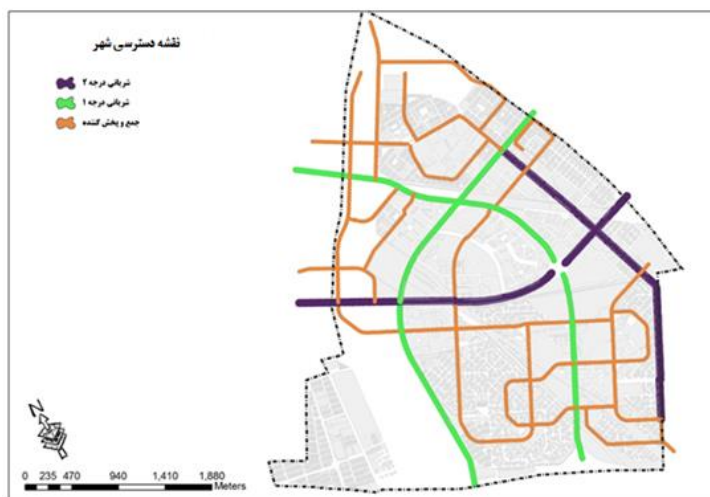 نقشه دسترسی شهر
شریانی درجه ۲
شریانی درجه ۱
جمع و پخش کننده
N
0 235 470 940 1,410 1,880
Meters